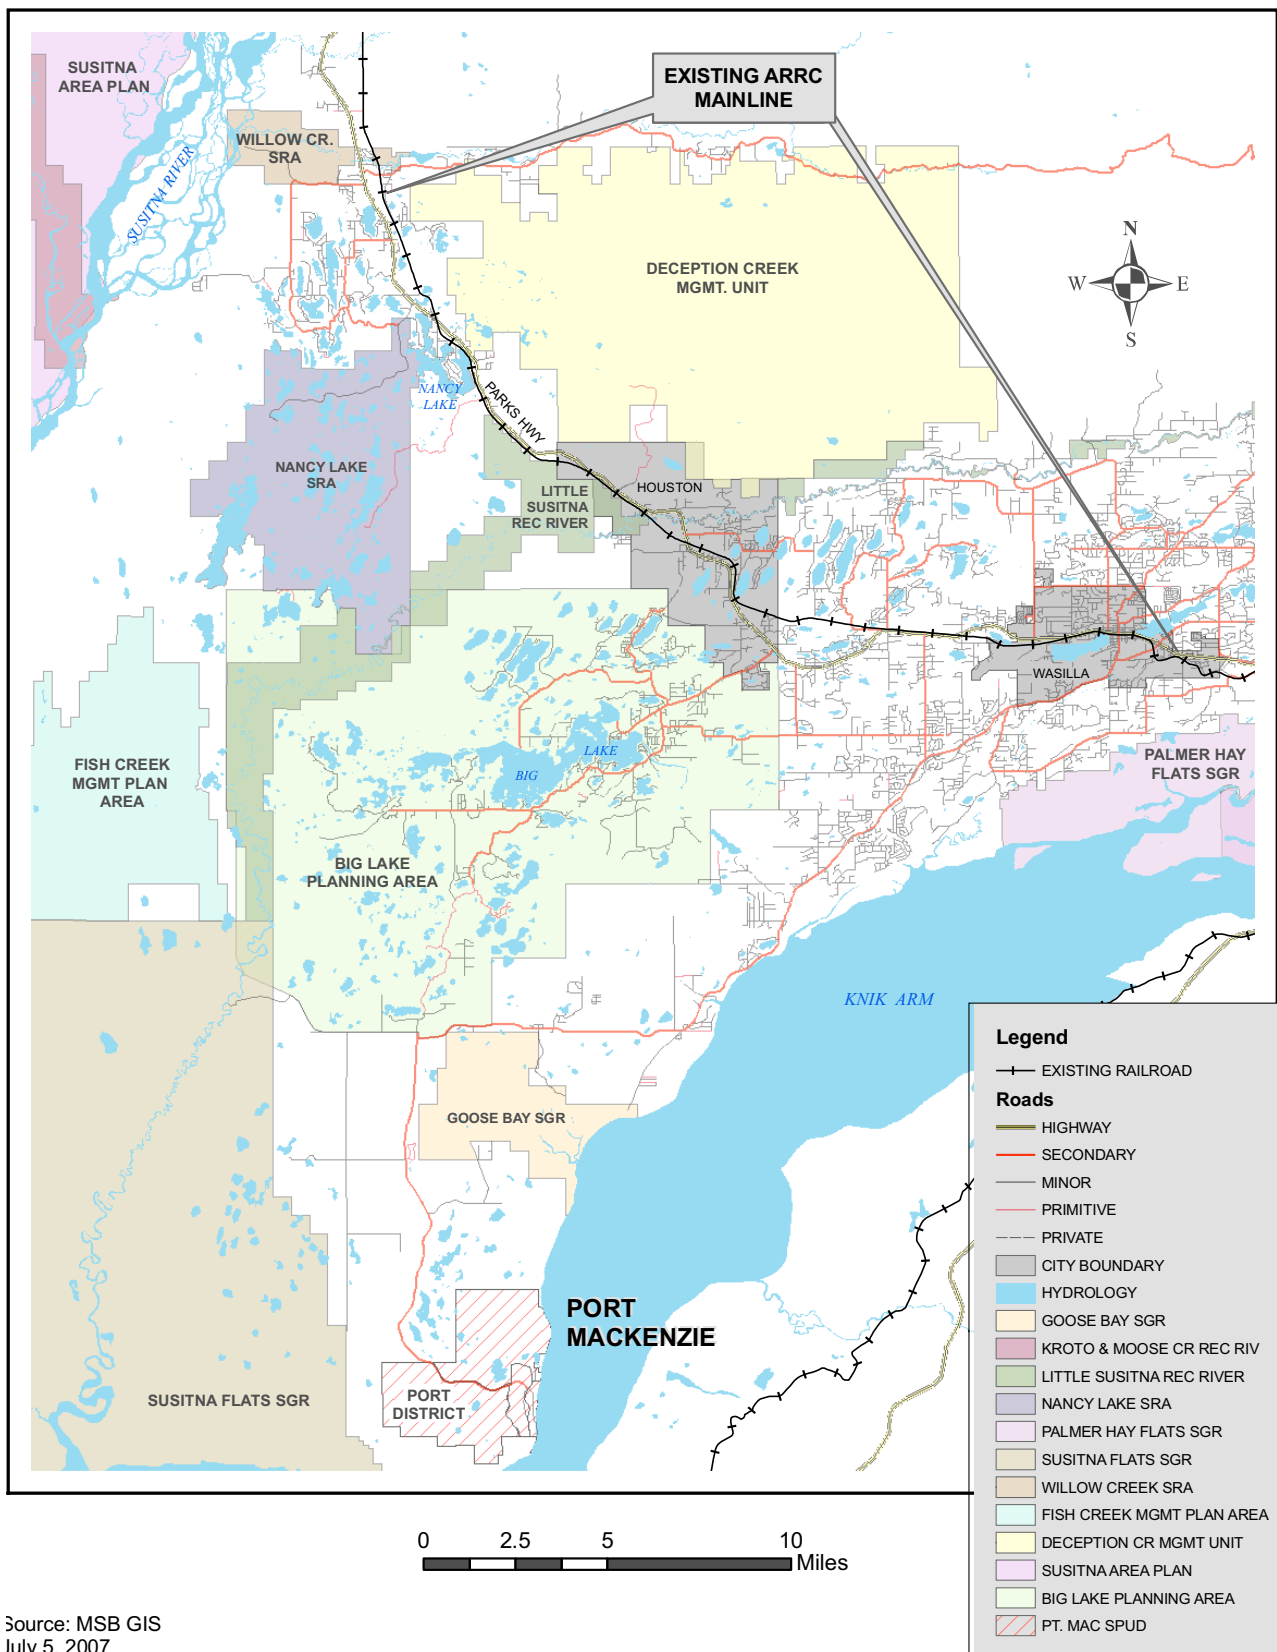 SUSITNA
AREA PLAN
EXISTING ARRC
MAINLINE
WILLOW CR.
SRA
SUSITNA RIVER
N
W
E
S
DECEPTION CREEK
MGMT. UNIT
NANCY
LAKE
PARKS HWY
NANCY LAKE
SRA
LITTLE
SUSITNA
REC RIVER
HOUSTON
WASILLA
PALMER HAY
FLATS SGR
FISH CREEK
MGMT PLAN
AREA
LAKE
BIG
BIG LAKE
PLANNING AREA
KNIK ARM
GOOSE BAY SGR
PORT
MACKENZIE
PORT
DISTRICT
SUSITNA FLATS SGR
Legend
EXISTING RAILROAD
Roads
HIGHWAY
SECONDARY
MINOR
PRIMITIVE
PRIVATE
CITY BOUNDARY
HYDROLOGY
GOOSE BAY SGR
KROTO & MOOSE CR REC RIV
LITTLE SUSITNA REC RIVER
NANCY LAKE SRA
PALMER HAY FLATS SGR
SUSITNA FLATS SGR
WILLOW CREEK SRA
FISH CREEK MGMT PLAN AREA
DECEPTION CR MGMT UNIT
SUSITNA AREA PLAN
BIG LAKE PLANNING AREA
PT. MAC SPUD
0 2.5 5 10
Miles
Source: MSB GIS
July 5, 2007